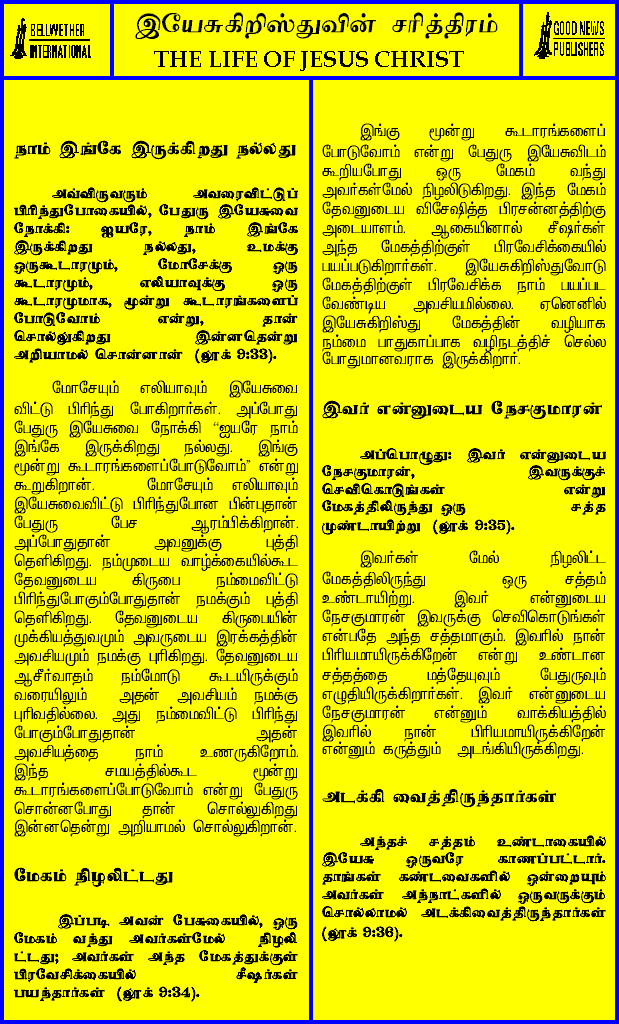 BELLWETHER
INTERNATIONAL
இயேசுகிறிஸ்துவின் சரித்திரம்
THE LIFE OF JESUS CHRIST
GOOD NEWS
PUBLISHERS
நாம் இங்கே இருக்கிறது நல்லது
அவ்விருவரும் அவரைவிட்டுப்
பிரிந்துபோகையில், பேதுரு இயேசுவை
நோக்கி: ஐயரே, நாம் இங்கே
இருக்கிறது நல்லது, உமக்கு
ஒருகூடாரமும், மோசேக்கு ஒரு
கூடாரமும், எலியாவுக்கு ஒரு
கூடாரமுமாக, மூன்று கூடாரங்களைப்
போடுவோம் என்று, தான்
சொல்லுகிறது இன்னதென்று
அறியாமல் சொன்னான் (லூக் 9:33).
மோசேயும் எலியாவும் இயேசுவை
விட்டு பிரிந்து போகிறார்கள். அப்போது
பேதுரு இயேசுவை நோக்கி “ஐயரே நாம்
இங்கே இருக்கிறது நல்லது. இங்கு
மூன்று கூடாரங்களைப்போடுவோம்” என்று
கூறுகிறான். மோசேயும் எலியாவும்
இயேசுவைவிட்டு பிரிந்துபோன பின்புதான்
பேதுரு பேச ஆரம்பிக்கிறான்.
அப்போதுதான் அவனுக்கு புத்தி
தெளிகிறது. நம்முடைய வாழ்க்கையில்கூட
தேவனுடைய கிருபை நம்மைவிட்டு
பிரிந்துபோகும்போதுதான் நமக்கும் புத்தி
தெளிகிறது. தேவனுடைய கிருபையின்
முக்கியத்துவமும் அவருடைய இரக்கத்தின்
அவசியமும் நமக்கு புரிகிறது. தேவனுடைய
ஆசீர்வாதம் நம்மோடு கூடயிருக்கும்
வரையிலும் அதன் அவசியம் நமக்கு
புரிவதில்லை. அது நம்மைவிட்டு பிரிந்து
போகும்போதுதான் அதன்
அவசியத்தை நாம் உணருகிறோம்.
இந்த சமயத்தில்கூட மூன்று
கூடாரங்களைப்போடுவோம் என்று பேதுரு
சொன்னபோது தான் சொல்லுகிறது
இன்னதென்று அறியாமல் சொல்லுகிறான்.
மேகம் நிழலிட்டது
இப்படி அவன் பேசுகையில், ஒரு
மேகம் வந்து அவர்கள்மேல் நிழலி
ட்டது; அவர்கள் அந்த மேகத்துக்குள்
பிரவேசிக்கையில் சீஷர்கள்
பயந்தார்கள் (லூக் 9:34).
இங்கு மூன்று கூடாரங்களைப்
போடுவோம் என்று பேதுரு இயேசுவிடம்
கூறியபோது ஒரு மேகம் வந்து
அவர்கள்மேல் நிழலிடுகிறது. இந்த மேகம்
தேவனுடைய விசேஷித்த பிரசன்னத்திற்கு
அடையாளம். ஆகையினால் சீஷர்கள்
அந்த மேகத்திற்குள் பிரவேசிக்கையில்
பயப்படுகிறார்கள். இயேசுகிறிஸ்துவோடு
மேகத்திற்குள் பிரவேசிக்க நாம் பயப்பட
வேண்டிய அவசியமில்லை. ஏனெனில்
இயேசுகிறிஸ்து மேகத்தின் வழியாக
நம்மை பாதுகாப்பாக வழிநடத்திச் செல்ல
போதுமானவராக இருக்கிறார்.
இவர் என்னுடைய நேசகுமாரன்
அப்பொழுது: இவர் என்னுடைய
நேசகுமாரன், இவருக்குச்
செவிகொடுங்கள் என்று
மேகத்திலிருந்து ஒரு சத்த
முண்டாயிற்று (லூக் 9:35).
இவர்கள் மேல் நிழலிட்ட
மேகத்திலிருந்து ஒரு சத்தம்
உண்டாயிற்று. இவர் என்னுடைய
நேசகுமாரன் இவருக்கு செவிகொடுங்கள்
என்பதே அந்த சத்தமாகும். இவரில் நான்
பிரியமாயிருக்கிறேன் என்று உண்டான
சத்தத்தை மத்தேயுவும் பேதுருவும்
எழுதியிருக்கிறார்கள். இவர் என்னுடைய
நேசகுமாரன் என்னும் வாக்கியத்தில்
இவரில் நான் பிரியமாயிருக்கிறேன்
என்னும் கருத்தும் அடங்கியிருக்கிறது.
அடக்கி வைத்திருந்தார்கள்
அந்தச் சத்தம் உண்டாகையில்
இயேசு ஒருவரே காணப்பட்டார்.
தாங்கள் கண்டவைகளில் ஒன்றையும்
அவர்கள் அந்நாட்களில் ஒருவருக்கும்
சொல்லாமல் அடக்கிவைத்திருந்தார்கள்
(லூக் 9:36).